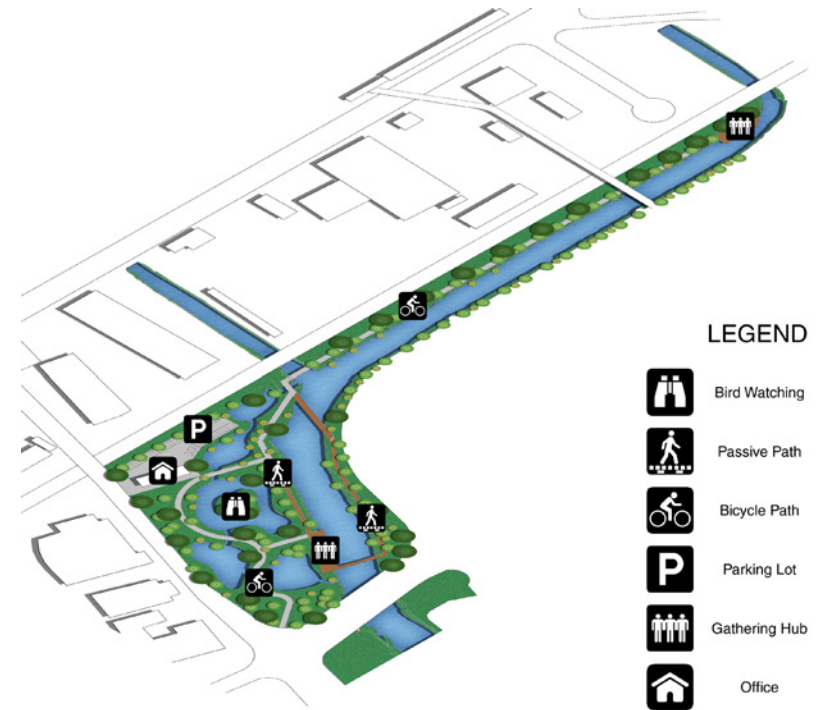 P
LEGEND
Bird Watching
Passive Path
Bicycle Path
P
Parking Lot
Gathering Hub
Office